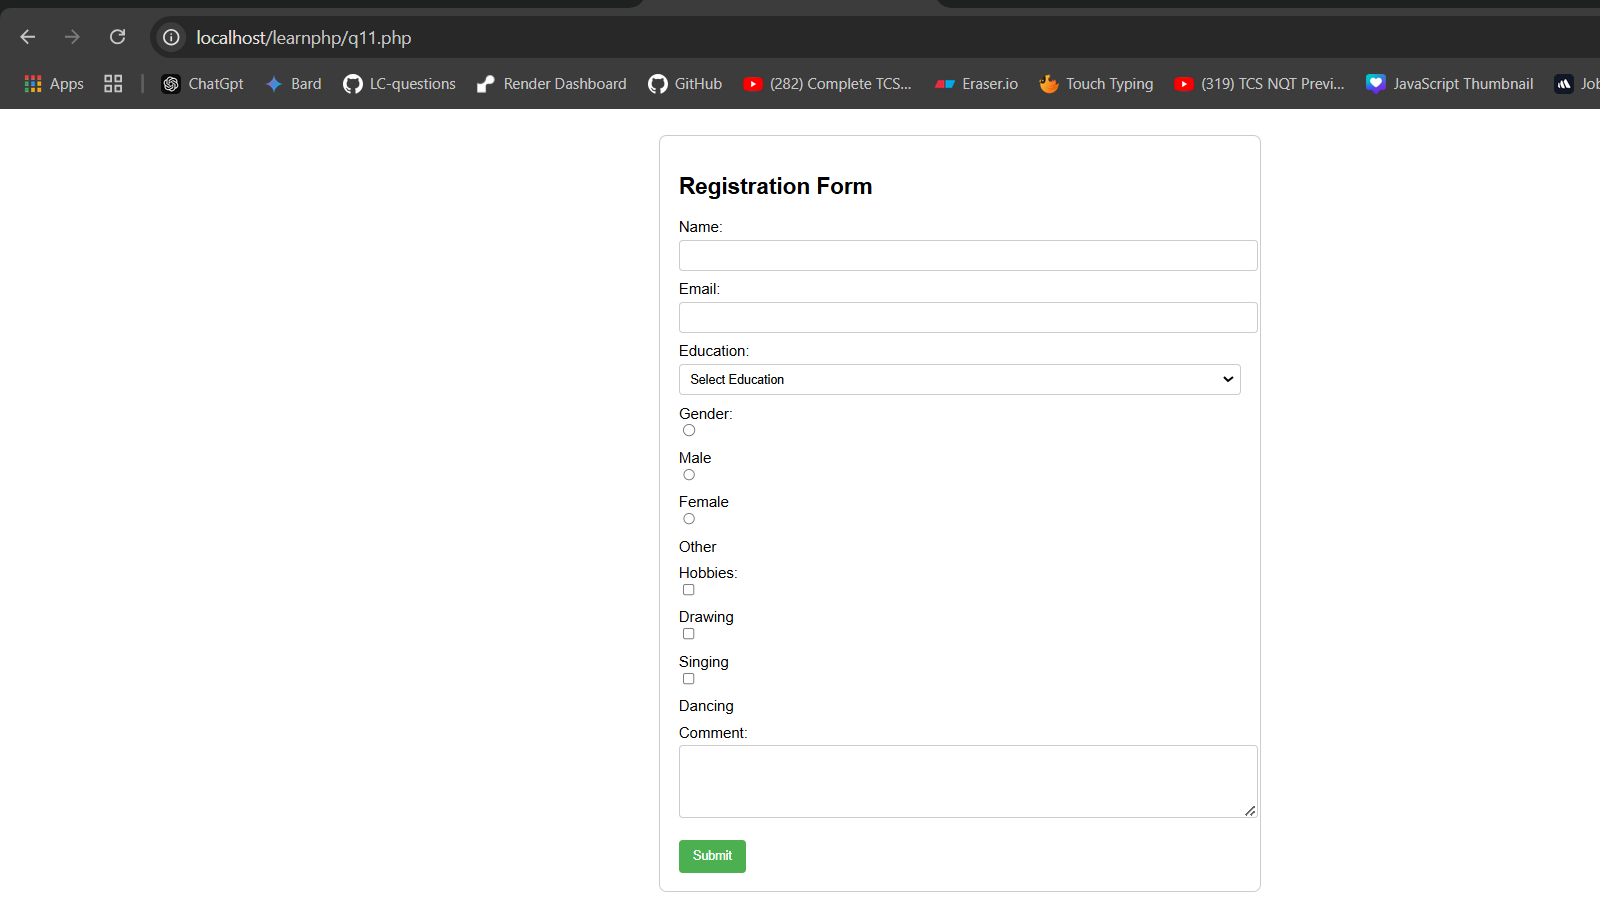 localhost/learnphp/q11.php
Apps ChatGpt Bard LC-questions Render Dashboard GitHub (282) Complete TCS... Eraser.io Touch Typing (319) TCS NQT Previ... JavaScript Thumbnail
Registration Form
Name:
Email:
Education:
Select Education
Gender:
Male
Female
Other
Hobbies:
Drawing
Singing
Dancing
Comment:
Submit